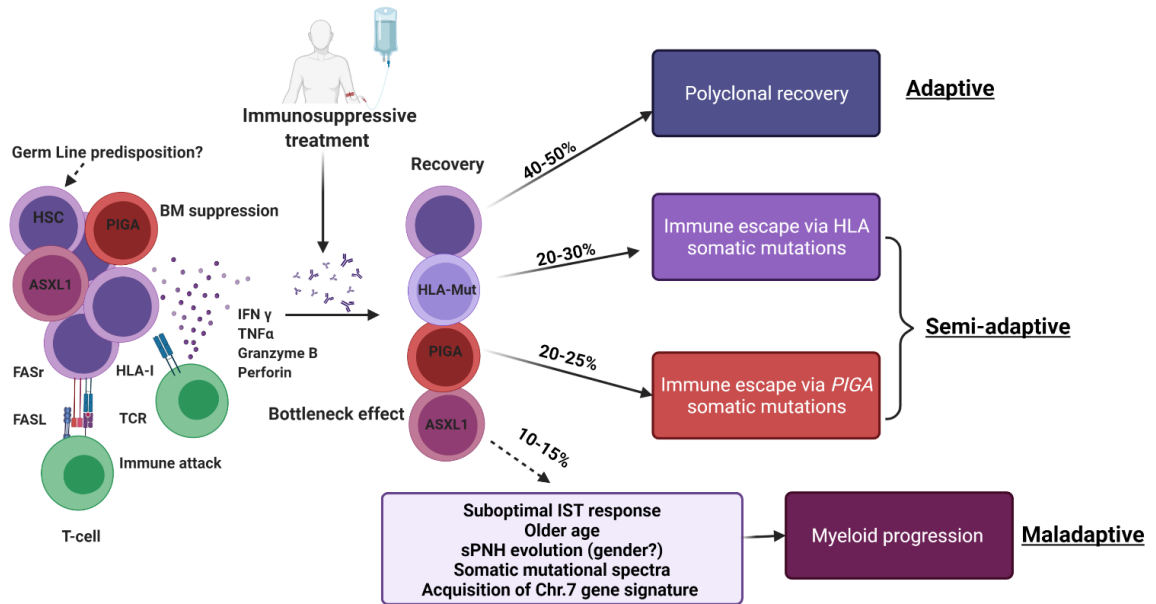 Immunosuppressive
treatment
Germ Line predisposition?
HSC
PIGA
BM suppression
ASXL1
IFN γ
TNFα
Granzyme B
Perforin
FASr
HLA-I
FASL
TCR
Immune attack
T-cell
Bottleneck effect
Recovery
HLA-Mut
PIGA
ASXL1
40-50%
20-30%
20-25%
10-15%
Polyclonal recovery
Adaptive
Immune escape via HLA
somatic mutations
Immune escape via PIGA
somatic mutations
Semi-adaptive
Suboptimal IST response
Older age
sPNH evolution (gender?)
Somatic mutational spectra
Acquisition of Chr.7 gene signature
Myeloid progression
Maladaptive